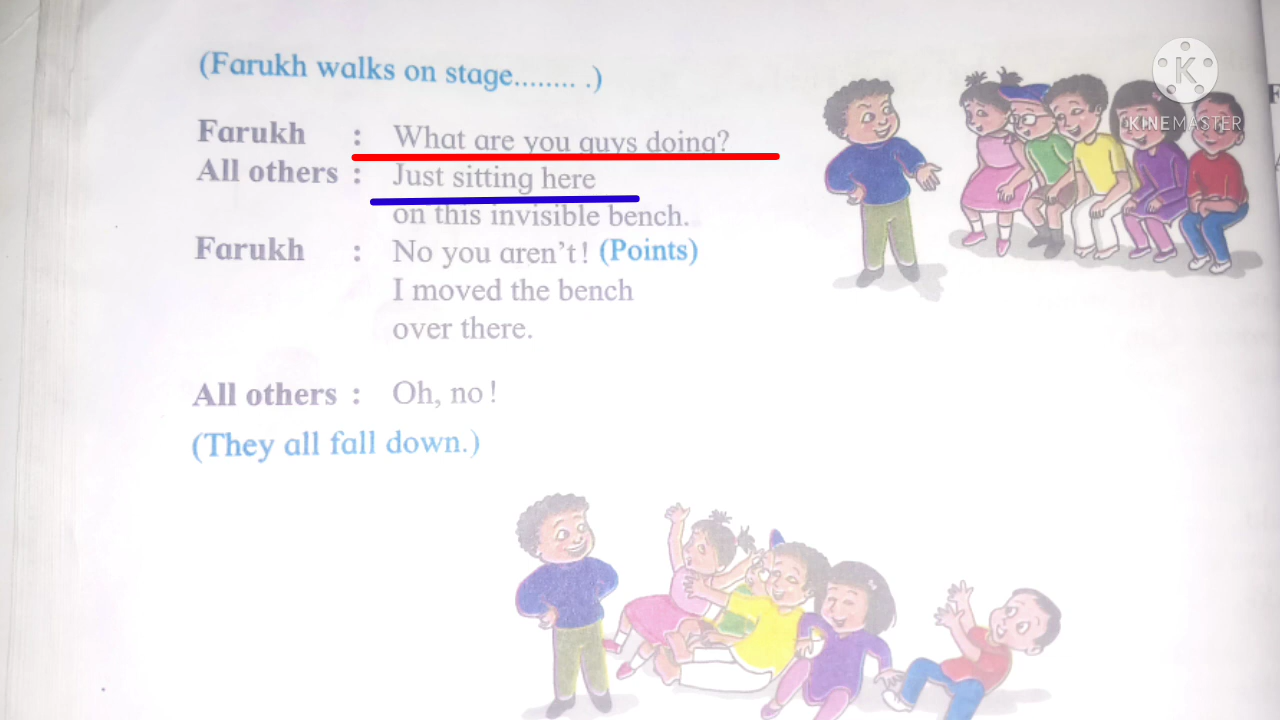 (Farukh walks on stage........ .)
Farukh : What are you guys doing?
All others : Just sitting here
on this invisible bench.
Farukh : No you aren't! (Points)
I moved the bench
over there.
All others : Oh, no!
(They all fall down.)
K
KINEMASTER